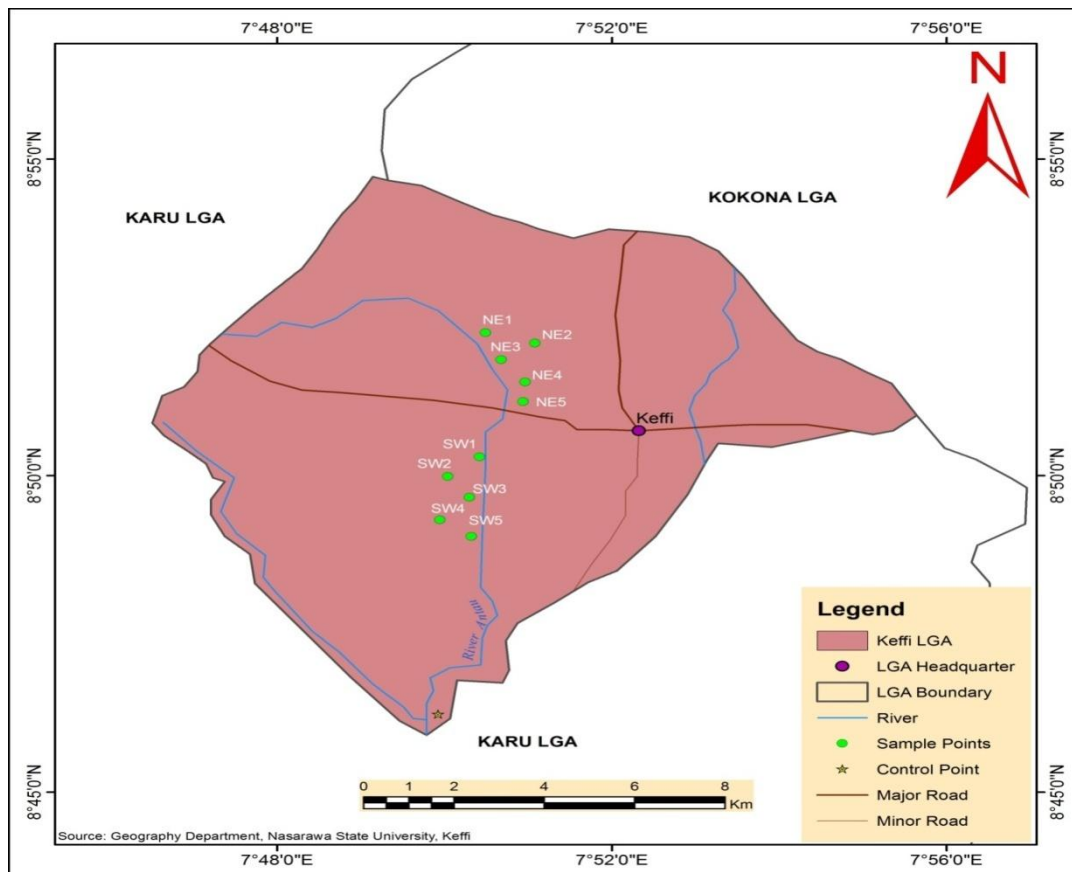 7°48'0"E 7°52'0"E 7°56'0"E
N
8°55'0"N 8°55'0"N
KARU LGA KOKONA LGA
NE1
NE2
NE3
NE4
NE5
Keffi
SW1
SW2
8°50'0"N 8°50'0"N
SW3
SW4
SW5
River Antau
Legend
Keffi LGA
LGA Headquarter
LGA Boundary
River
Sample Points
Control Point
Major Road
Minor Road
KARU LGA
0 1 2 4 6 8
Km
8°45'0"N 8°45'0"N
Source: Geography Department, Nasarawa State University, Keffi
7°48'0"E 7°52'0"E 7°56'0"E